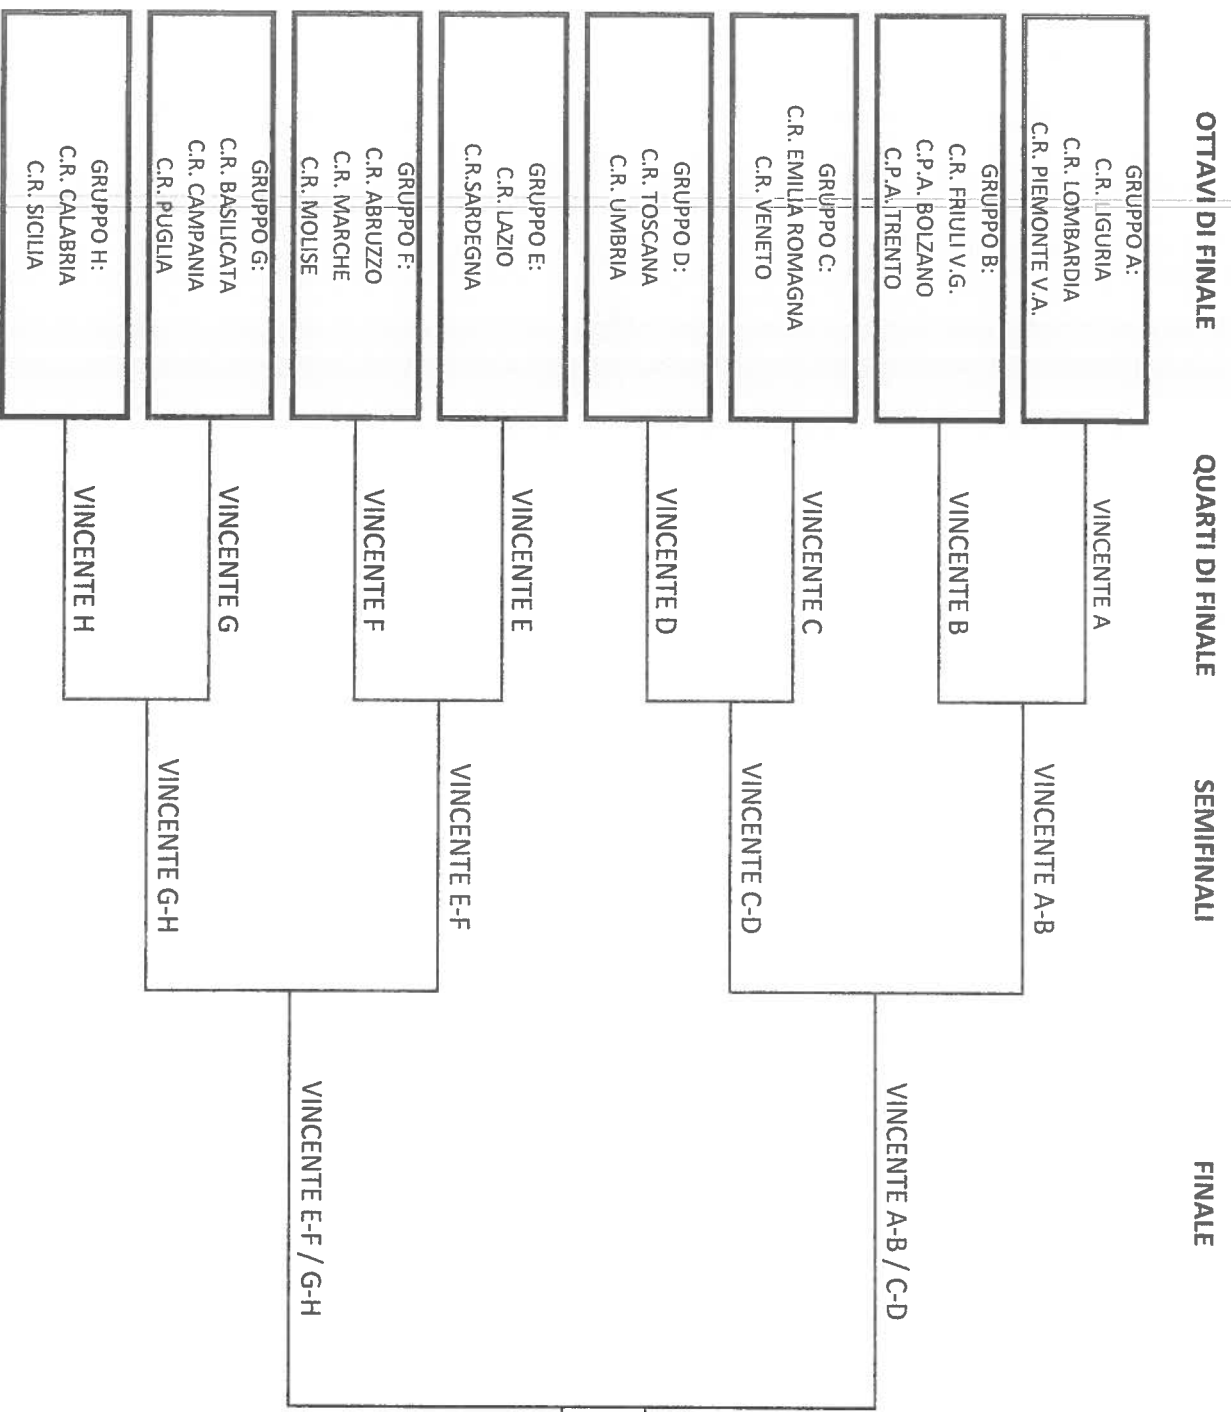 OTTAVI DI FINALE
QUARTI DI FINALE
SEMIFINALI
FINALE
GRUPPO A:
C.R. LIGURIA
C.R. LOMBARDIA
C.R. PIEMONTE V.A.
GRUPPO B:
C.R. FRIULI V.G.
C.P.A. BOLZANO
C.P.A. TRENTO
GRUPPO C:
C.R. EMILIA ROMAGNA
C.R. VENETO
GRUPPO D:
C.R. TOSCANA
C.R. UMBRIA
GRUPPO E:
C.R. LAZIO
C.R.SARDEGNA
GRUPPO F:
C.R. ABRUZZO
C.R. MARCHE
C.R. MOLISE
GRUPPO G:
C.R. BASILICATA
C.R. CAMPANIA
C.R. PUGLIA
GRUPPO H:
C.R. CALABRIA
C.R. SICILIA
VINCENTE A
VINCENTE B
VINCENTE C
VINCENTE D
VINCENTE E
VINCENTE F
VINCENTE G
VINCENTE H
VINCENTE A-B
VINCENTE C-D
VINCENTE E-F
VINCENTE G-H
VINCENTE A-B / C-D
VINCENTE E-F / G-H